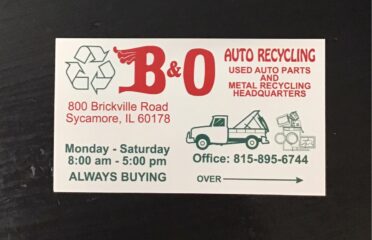 B&O
AUTO RECYCLING
USED AUTO PARTS
AND
METAL RECYCLING
HEADQUARTERS
800 Brickville Road
Sycamore, IL 60178
Monday - Saturday
8:00 am - 5:00 pm
ALWAYS BUYING
Office: 815-895-6744
OVER